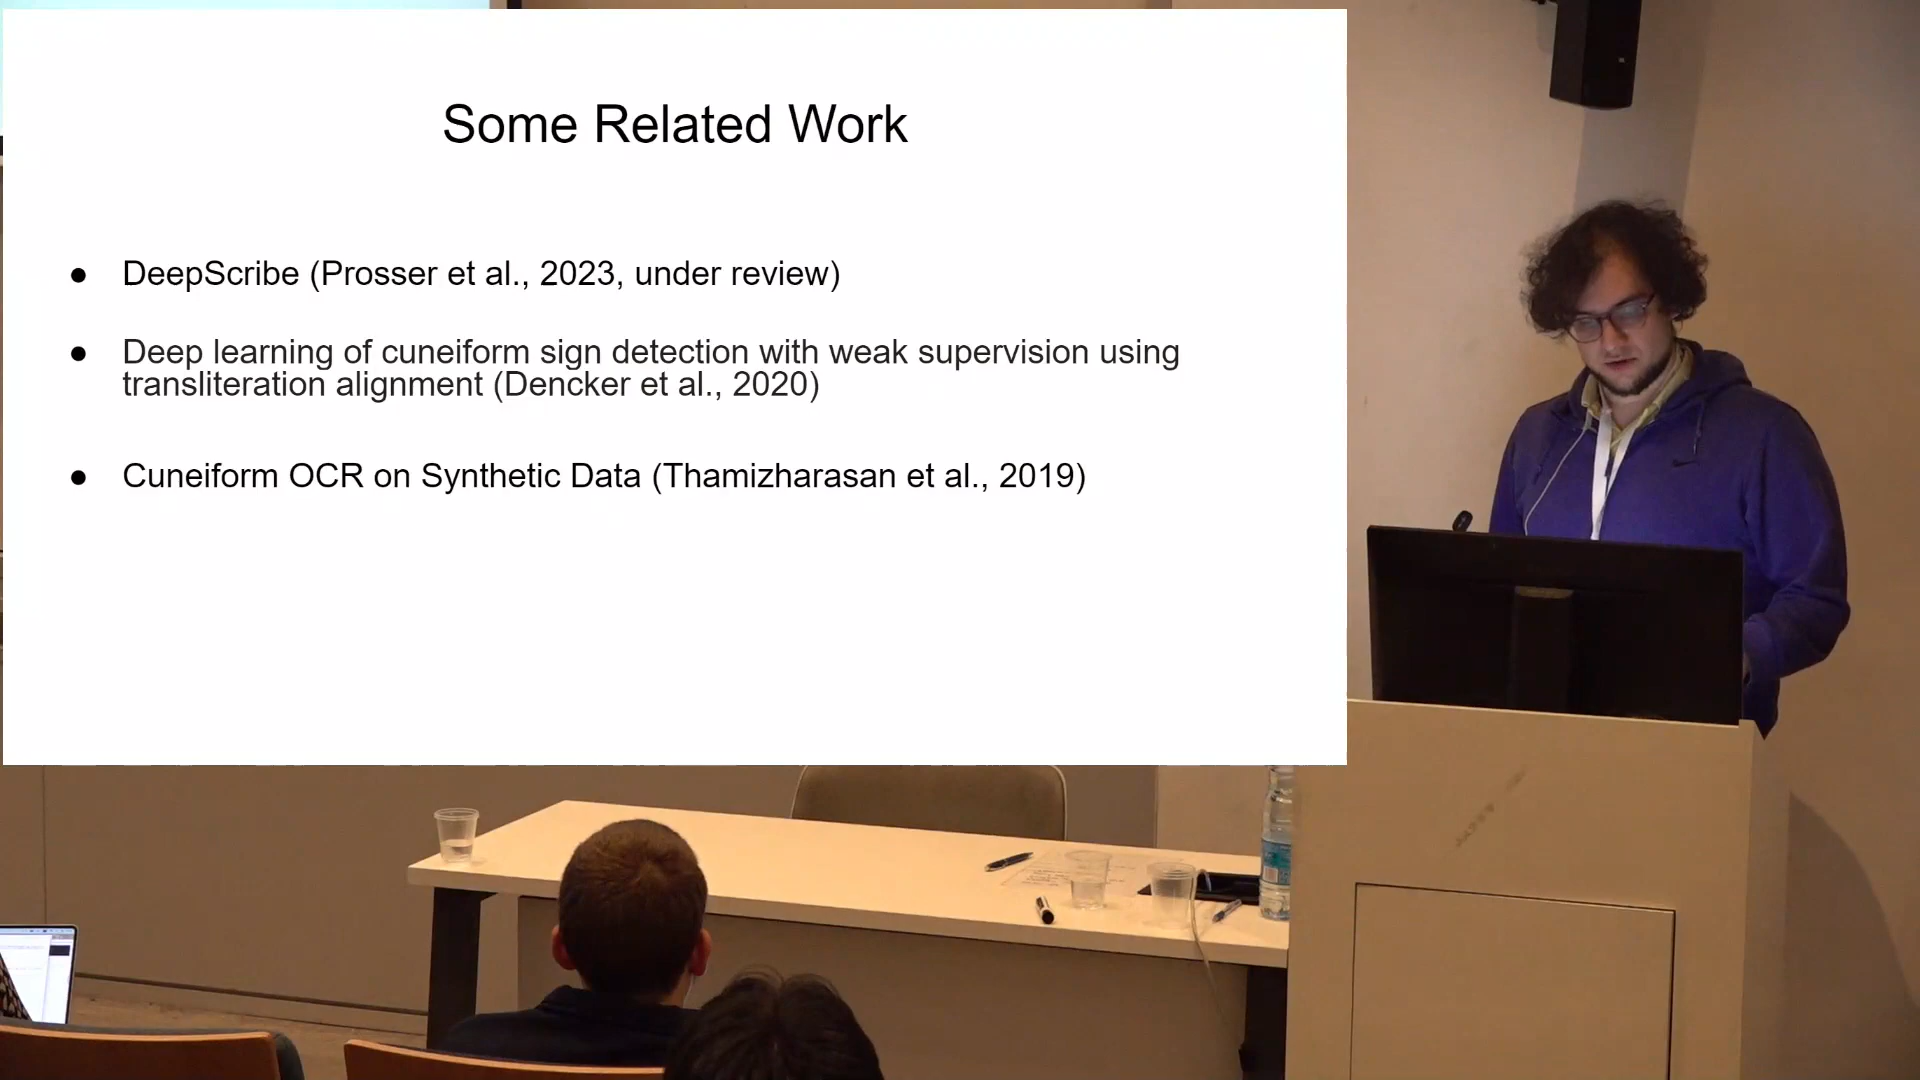 Some Related Work
● DeepScribe (Prosser et al., 2023, under review)
● Deep learning of cuneiform sign detection with weak supervision using
transliteration alignment (Dencker et al., 2020)
● Cuneiform OCR on Synthetic Data (Thamizharasan et al., 2019)